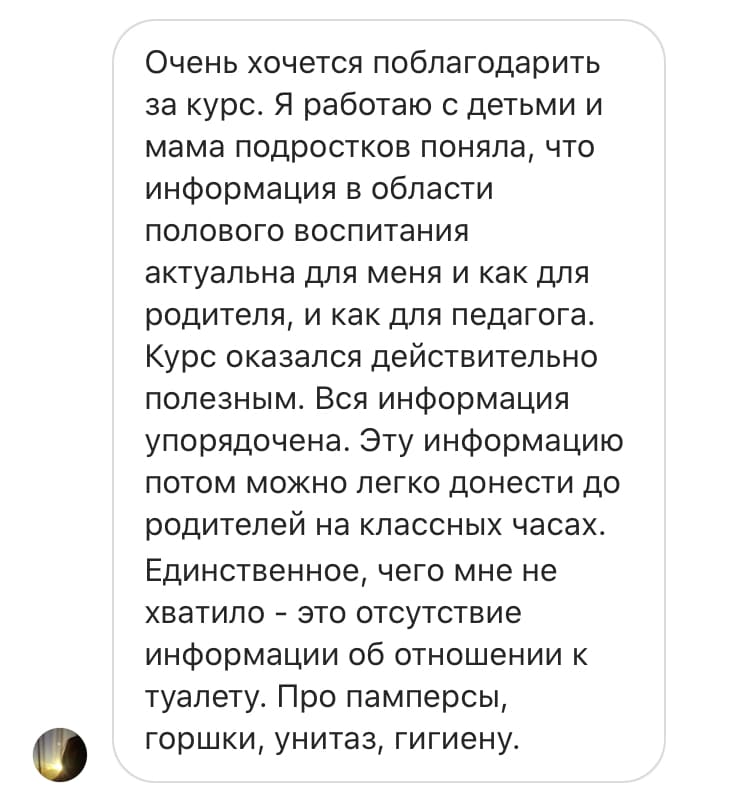 Очень хочется поблагодарить
за курс. Я работаю с детьми и
мама подростков поняла, что
информация в области
полового воспитания
актуальна для меня и как для
родителя, и как для педагога.
Курс оказался действительно
полезным. Вся информация
упорядочена. Эту информацию
потом можно легко донести до
родителей на классных часах.
Единственное, чего мне не
хватило - это отсутствие
информации об отношении к
туалету. Про памперсы,
горшки, унитаз, гигиену.